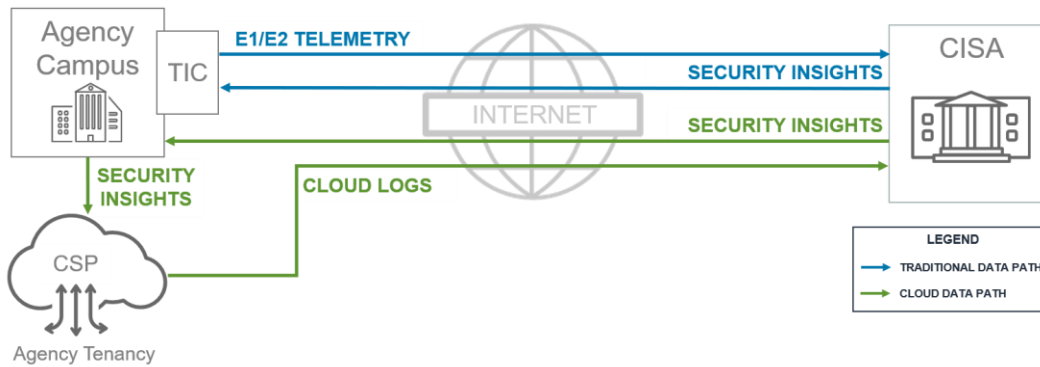 Agency
Campus
TIC
E1/E2 TELEMETRY
SECURITY INSIGHTS
INTERNET
CISA
SECURITY INSIGHTS
SECURITY
INSIGHTS
CLOUD LOGS
CSP
Agency Tenancy
LEGEND
TRADITIONAL DATA PATH
CLOUD DATA PATH